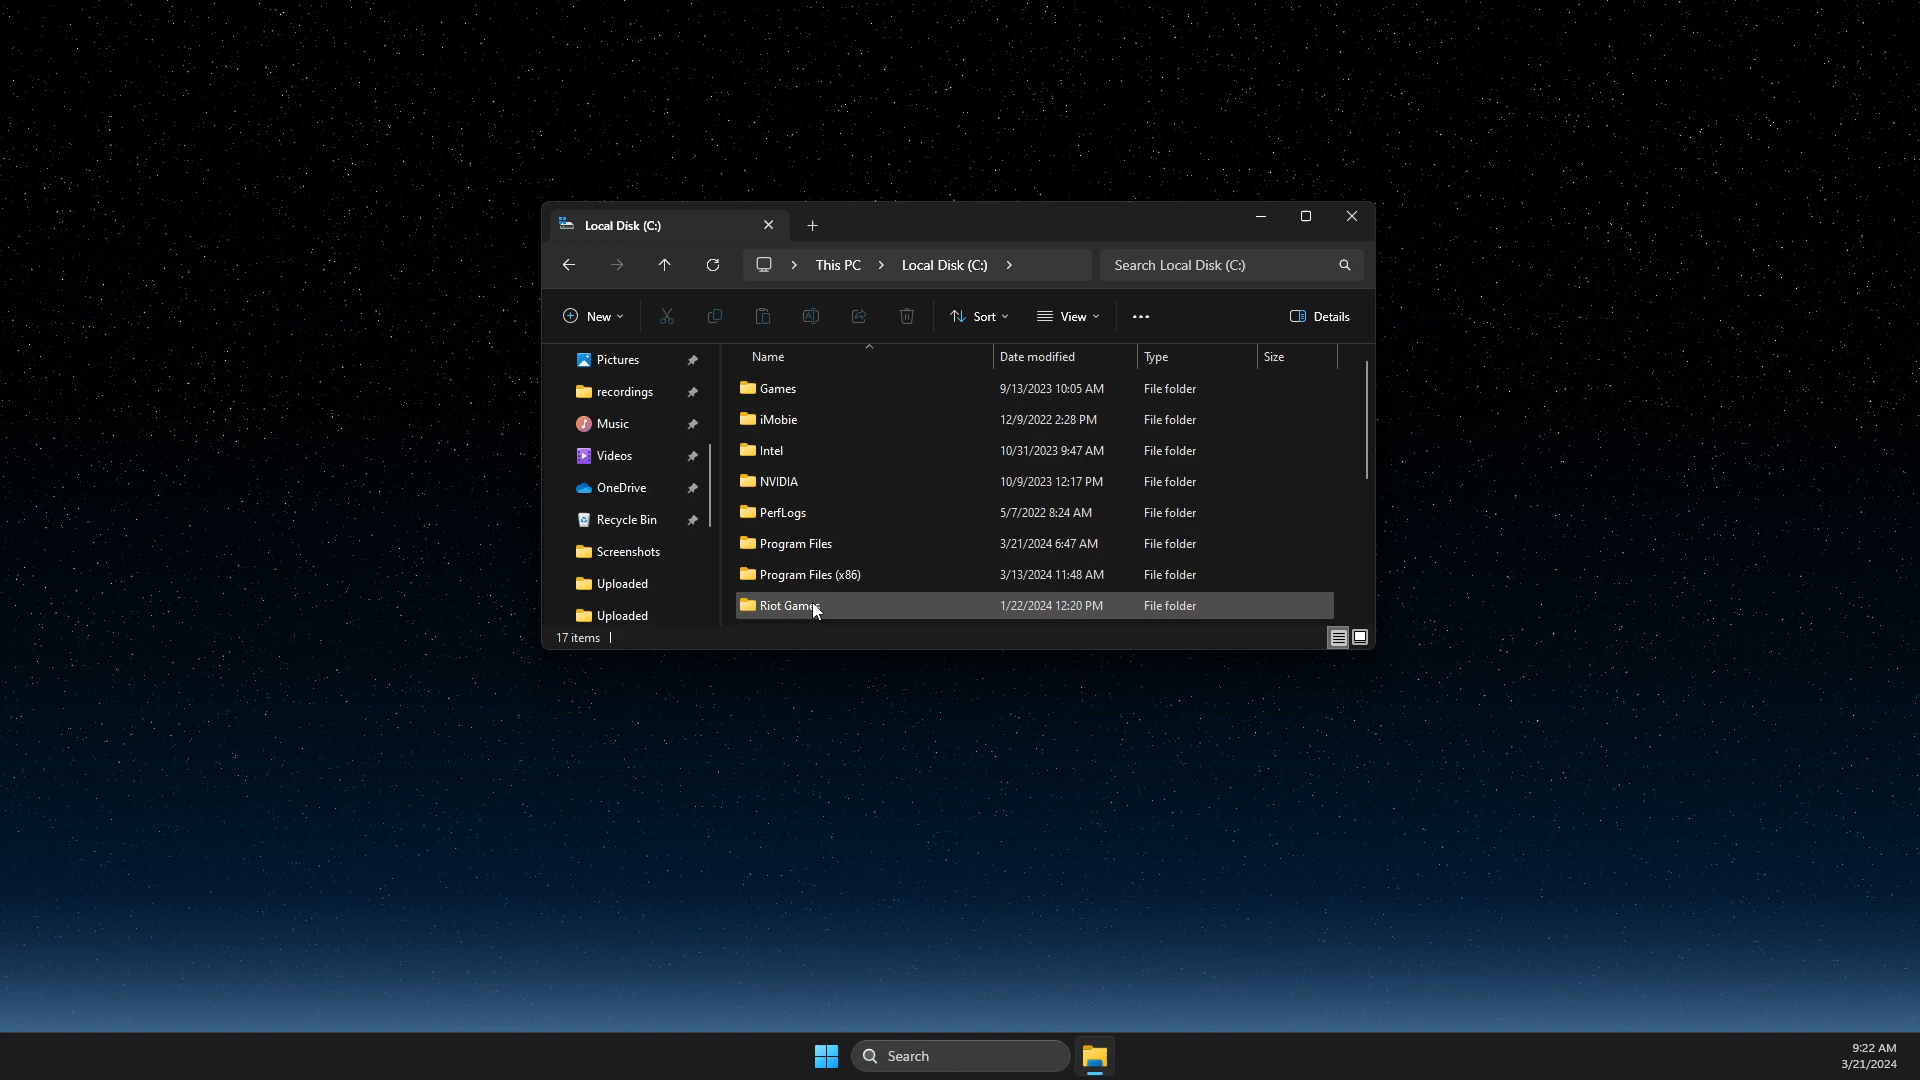 Local Disk (C:)
This PC > Local Disk (C:) >
Search Local Disk (C:)
New
Sort
View
Details
Pictures
recordings
Music
Videos
OneDrive
Recycle Bin
Screenshots
Uploaded
Uploaded
Name Date modified Type Size
Games 9/13/2023 10:05 AM File folder
iMobie 12/9/2022 2:28 PM File folder
Intel 10/31/2023 9:47 AM File folder
NVIDIA 10/9/2023 12:17 PM File folder
PerfLogs 5/7/2022 8:24 AM File folder
Program Files 3/21/2024 6:47 AM File folder
Program Files (x86) 3/13/2024 11:48 AM File folder
Riot Games 1/22/2024 12:20 PM File folder
17 items
Search
9:22 AM
3/21/2024